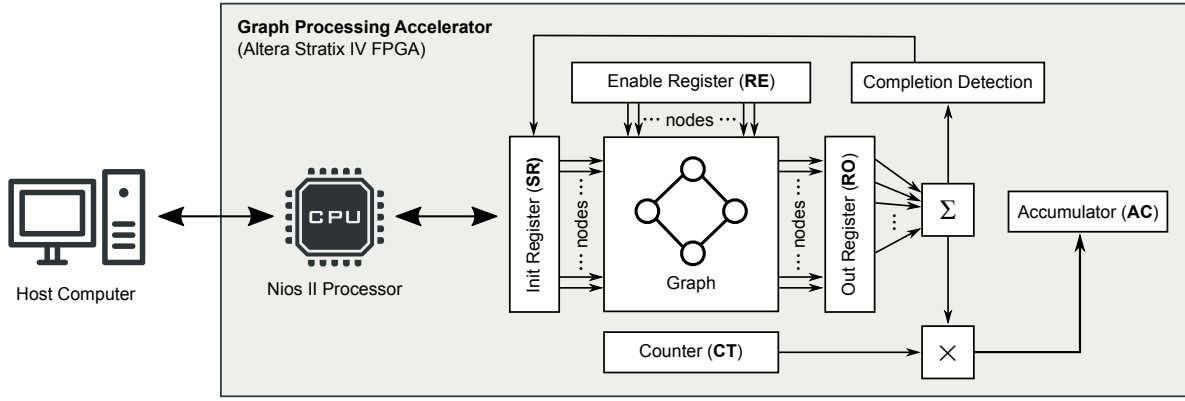 Graph Processing Accelerator
(Altera Stratix IV FPGA)
Enable Register (RE)
Completion Detection
··· nodes ···
Init Register (SR)
··· nodes ···
Graph
··· nodes ···
Out Register (RO)
···
Σ
Accumulator (AC)
CPU
Host Computer
Nios II Processor
Counter (CT)
×